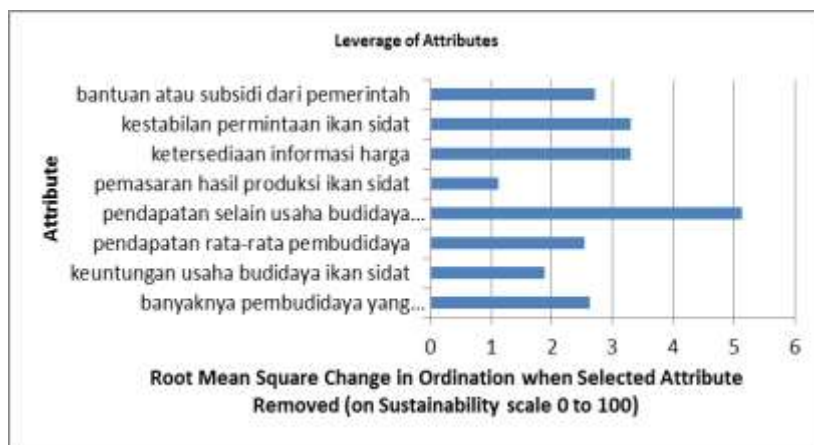 Leverage of Attributes
Attribute
bantuan atau subsidi dari pemerintah
kestabilan permintaan ikan sidat
ketersediaan informasi harga
pemasaran hasil produksi ikan sidat
pendapatan selain usaha budidaya...
pendapatan rata-rata pembudidaya
keuntungan usaha budidaya ikan sidat
banyaknya pembudidaya yang...
0 1 2 3 4 5 6
Root Mean Square Change in Ordination when Selected Attribute
Removed (on Sustainability scale 0 to 100)